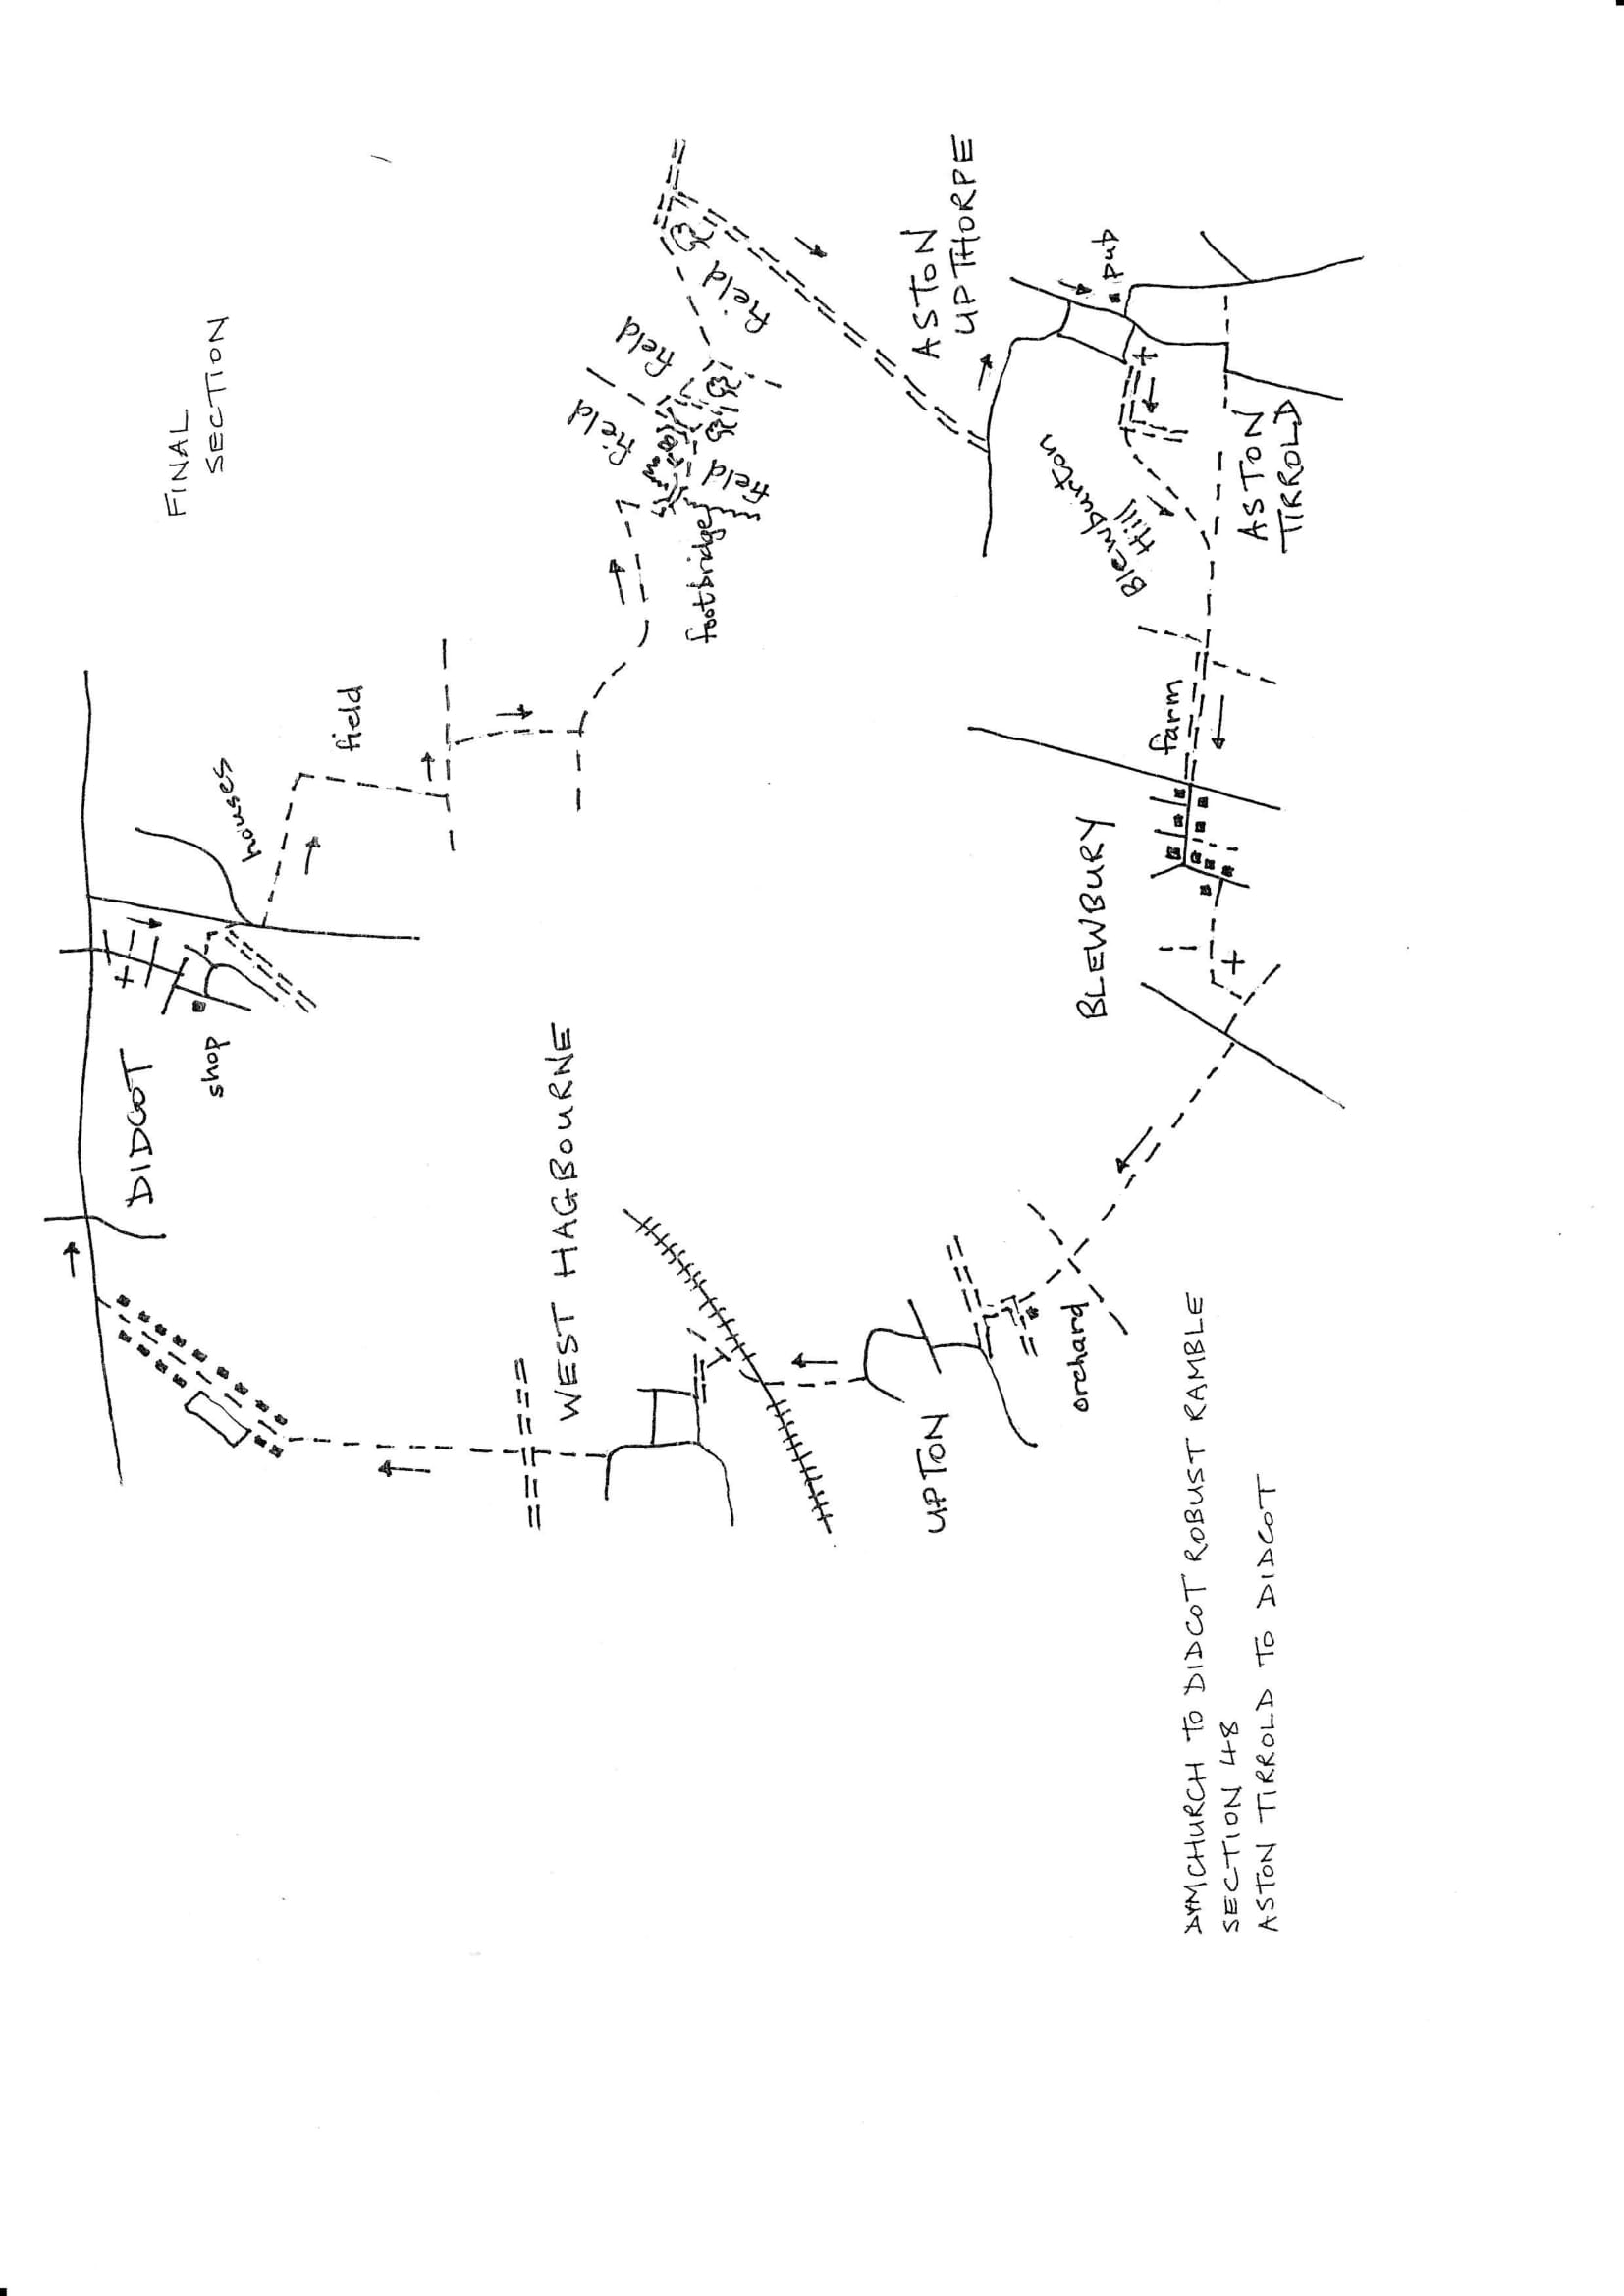 DIDCOT
FINAL
SECTION
shop
houses
field
WEST HAGBOURNE
field
field
footbridge
field
field
UPTON
ASTON
UPTHORPE
orchard
BLEWBURY
Blewburton
Hill
pub
farm
ASTON
TIRROLD
DYMCHURCH TO DIDCOT ROBUST RAMBLE
SECTION 48
ASTON TIRROLD TO DIDCOT